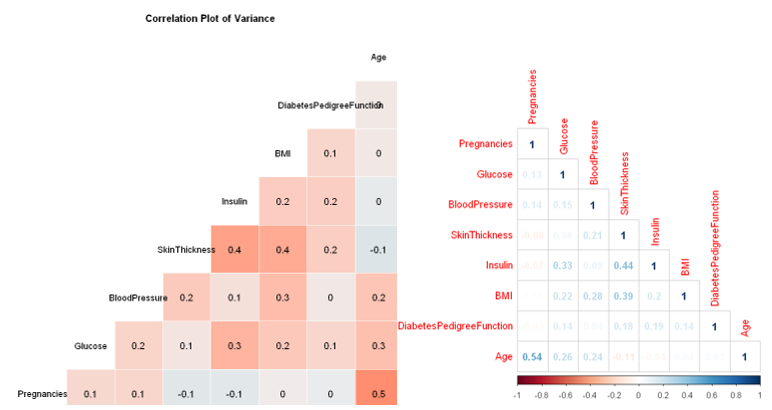 Correlation Plot of Variance
Age
DiabetesPedigreeFunction
BMI 0.1 0
Insulin 0.2 0.2 0
SkinThickness 0.4 0.4 0.2 -0.1
BloodPressure 0.2 0.1 0.3 0 0.2
Glucose 0.2 0.1 0.3 0.2 0.1 0.3
Pregnancies 0.1 0.1 -0.1 -0.1 0 0 0.5
Pregnancies
Glucose
BloodPressure
SkinThickness
Insulin
BMI
DiabetesPedigreeFunction
Age
Pregnancies 1
Glucose 0.13 1
BloodPressure 0.14 0.15 1
SkinThickness -0.08 0.21 1
Insulin 0.33 0.09 0.44 1
BMI 0.22 0.28 0.39 0.2 1
DiabetesPedigreeFunction 0.14 0.18 0.19 0.14 1
Age 0.54 0.26 0.24 -0.11 1
-1 -0.8 -0.6 -0.4 -0.2 0 0.2 0.4 0.6 0.8 1